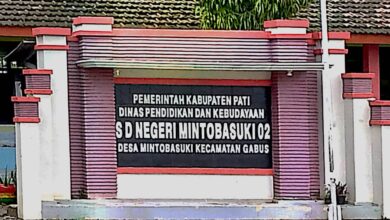 PEMERINTAH KABUPATEN PATI
DINAS PENDIDIKAN DAN KEBUDAYAAN
S D NEGERI MINTOBASUKI 02
DESA MINTOBASUKI KECAMATAN GABUS